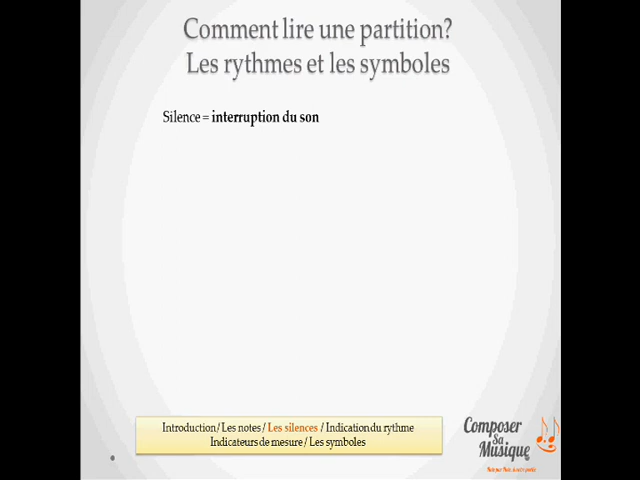 Comment lire une partition?
Les rythmes et les symboles
Silence = interruption du son
Introduction / Les notes / Les silences / Indication du rythme
Indicateurs de mesure / Les symboles
Composer
Sa
Musique